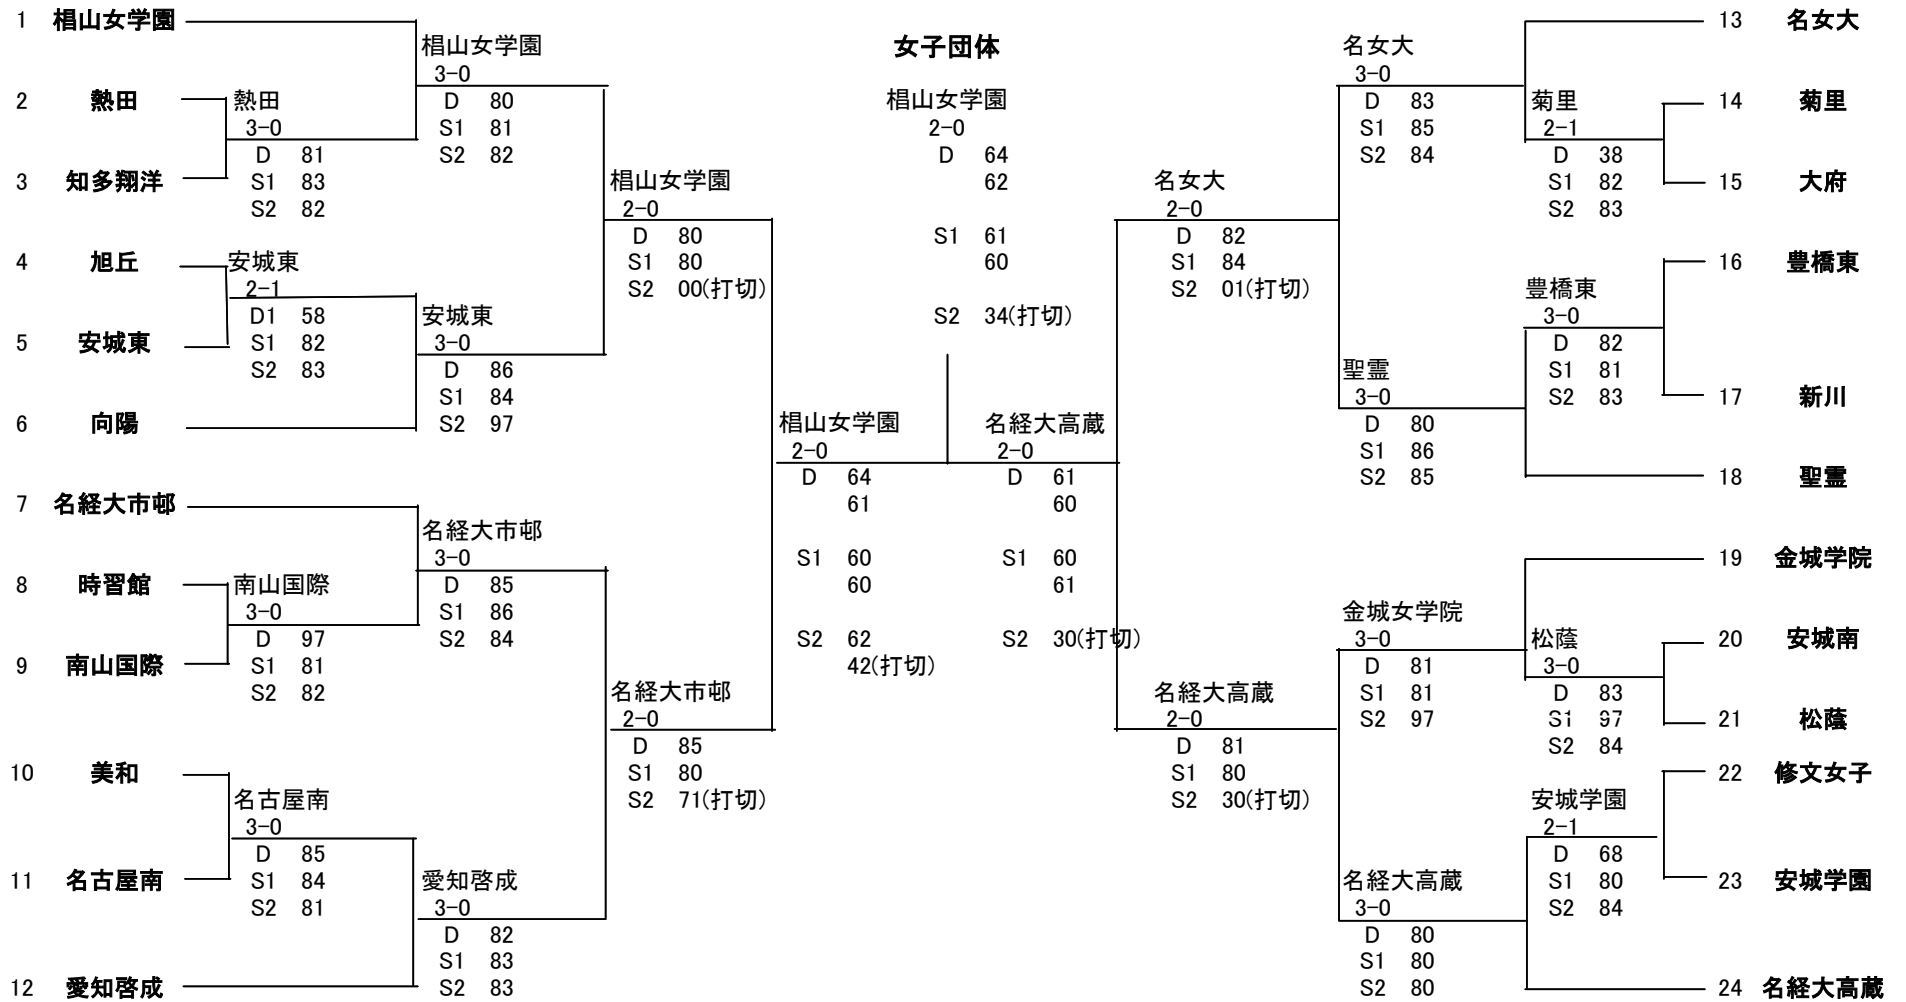 女子団体
1 椙山女学園
2 熱田
3 知多翔洋
4 旭丘
5 安城東
6 向陽
7 名経大市邨
8 時習館
9 南山国際
10 美和
11 名古屋南
12 愛知啓成
熱田
3-0
D 81
S1 83
S2 82
安城東
2-1
D1 58
S1 82
S2 83
南山国際
3-0
D 97
S1 81
S2 82
名古屋南
3-0
D 85
S1 84
S2 81
椙山女学園
3-0
D 80
S1 81
S2 82
安城東
3-0
D 86
S1 84
S2 97
名経大市邨
3-0
D 85
S1 86
S2 84
愛知啓成
3-0
D 82
S1 83
S2 83
椙山女学園
2-0
D 80
S1 80
S2 00(打切)
名経大市邨
2-0
D 85
S1 80
S2 71(打切)
椙山女学園
2-0
D 64
61
S1 60
60
S2 62
42(打切)
椙山女学園
2-0
D 64
62
S1 61
60
S2 34(打切)
名経大高蔵
2-0
D 61
60
S1 60
61
S2 30(打切)
名女大
2-0
D 82
S1 84
S2 01(打切)
名経大高蔵
2-0
D 81
S1 80
S2 30(打切)
名女大
3-0
D 83
S1 85
S2 84
聖霊
3-0
D 80
S1 86
S2 85
金城女学院
3-0
D 81
S1 81
S2 97
名経大高蔵
3-0
D 80
S1 80
S2 80
菊里
2-1
D 38
S1 82
S2 83
豊橋東
3-0
D 82
S1 81
S2 83
松蔭
3-0
D 83
S1 97
S2 84
安城学園
2-1
D 68
S1 80
S2 84
13 名女大
14 菊里
15 大府
16 豊橋東
17 新川
18 聖霊
19 金城学院
20 安城南
21 松蔭
22 修文女子
23 安城学園
24 名経大高蔵